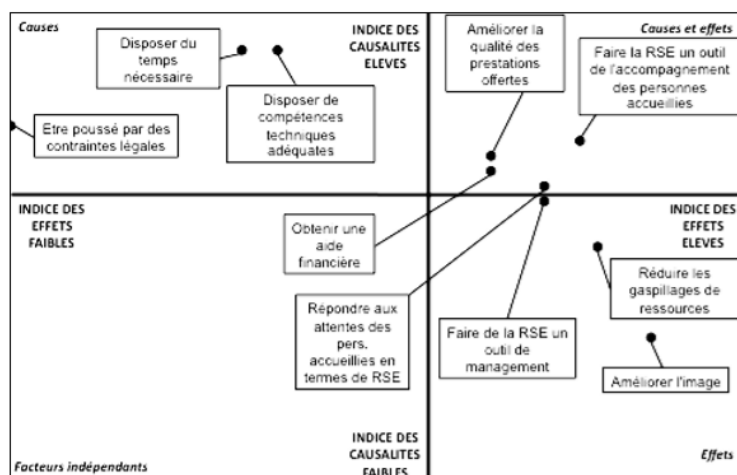 Causes
INDICE DES
CAUSALITES
ELEVES
Causes et effets
Disposer du
temps
nécessaire
Améliorer la
qualité des
prestations
offertes
Faire la RSE un outil
de l'accompagnement
des personnes
accueillies
Disposer de
compétences
techniques
adéquates
Etre poussé par des
contraintes légales
INDICE DES
EFFETS
FAIBLES
INDICE DES
EFFETS
ELEVES
Obtenir une
aide
financière
Réduire les
gaspillages de
ressources
Répondre aux
attentes des
pers.
accueillies en
termes de RSE
Faire de la RSE un
outil de
management
Améliorer l'image
Facteurs indépendants
INDICE DES
CAUSALITES
FAIBLES
Effets